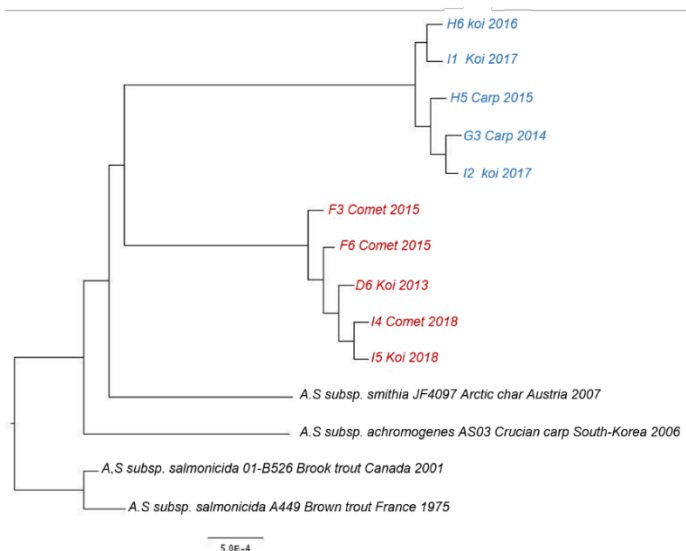 H6 koi 2016
I1 Koi 2017
H5 Carp 2015
G3 Carp 2014
I2 koi 2017
F3 Comet 2015
F6 Comet 2015
D6 Koi 2013
I4 Comet 2018
I5 Koi 2018
A.S subsp. smithia JF4097 Arctic char Austria 2007
A.S subsp. achromogenes AS03 Crucian carp South-Korea 2006
A,S subsp. salmonicida 01-B526 Brook trout Canada 2001
A.S subsp. salmonicida A449 Brown trout France 1975
5.0E-4